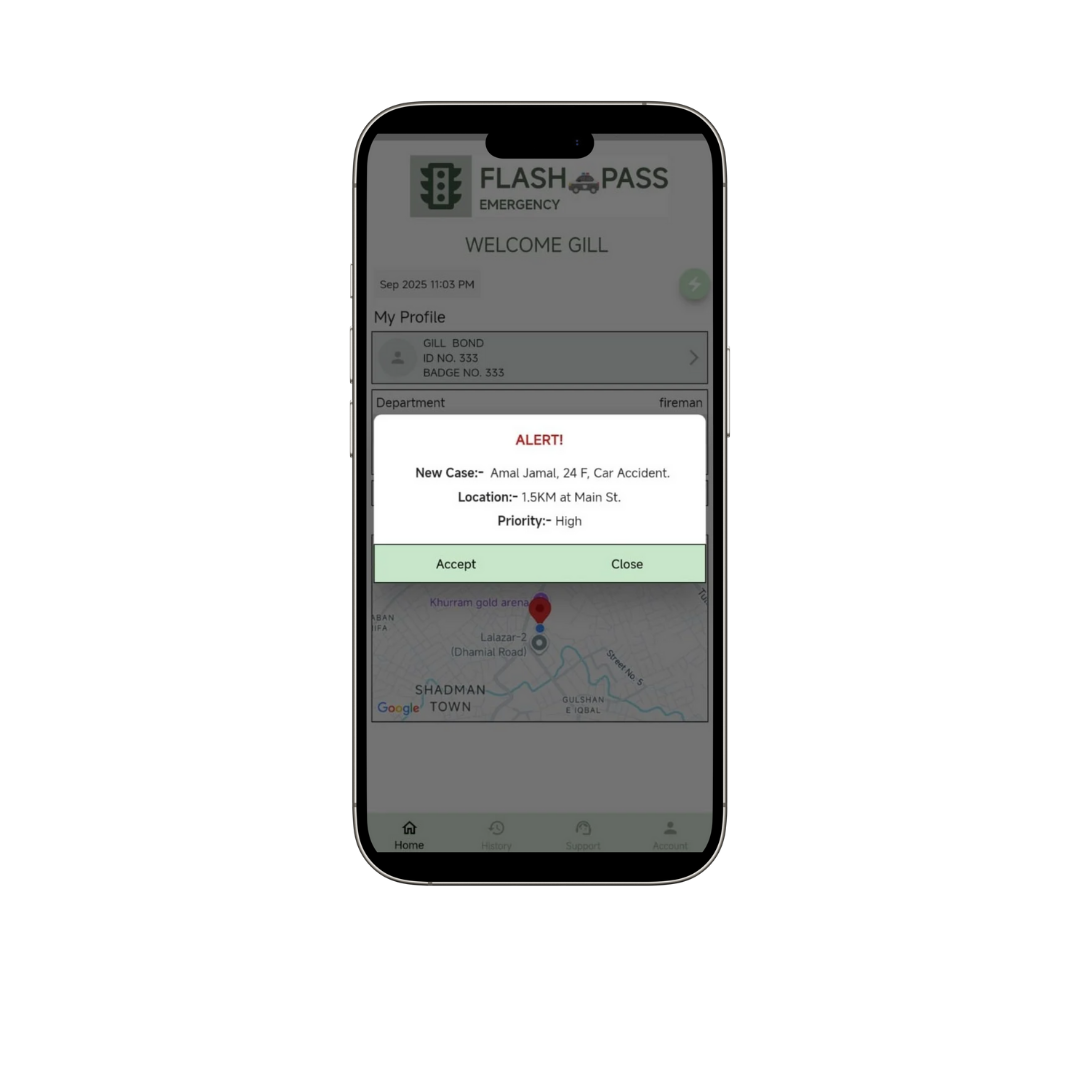 FLASH PASS
EMERGENCY
WELCOME GILL
Sep 2025 11:03 PM
My Profile
GILL BOND
ID NO. 333
BADGE NO. 333
Department fireman
ALERT!
New Case:- Amal Jamal, 24 F, Car Accident.
Location:- 1.5KM at Main St.
Priority:- High
Accept Close
Khurram gold arena
Lalazar-2
(Dhamial Road)
Street No. 5
SHADMAN
TOWN
GULSHAN
E IQBAL
Google
Home History Support Account